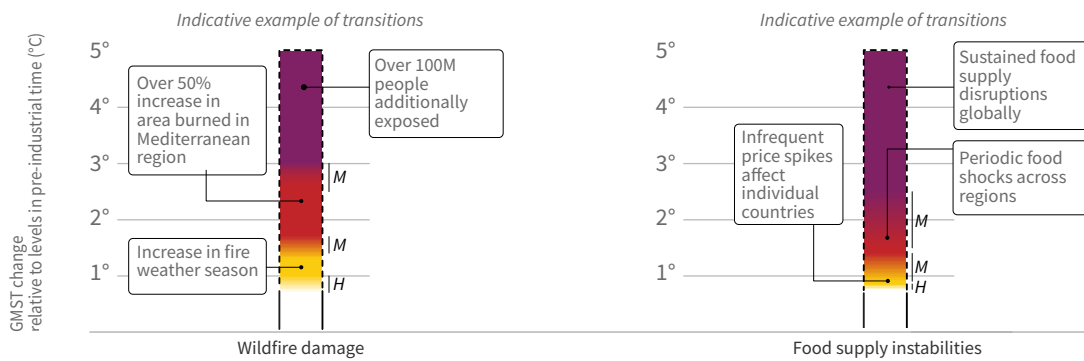 Indicative example of transitions
GMST change
relative to levels in pre-industrial time (°C)
5°
4°
3°
2°
1°
Over 50%
increase in
area burned in
Mediterranean
region
Over 100M
people
additionally
exposed
Increase in fire
weather season
M
M
H
Wildfire damage
Indicative example of transitions
5°
4°
3°
2°
1°
Sustained food
supply
disruptions
globally
Infrequent
price spikes
affect
individual
countries
Periodic food
shocks across
regions
M
M
H
Food supply instabilities